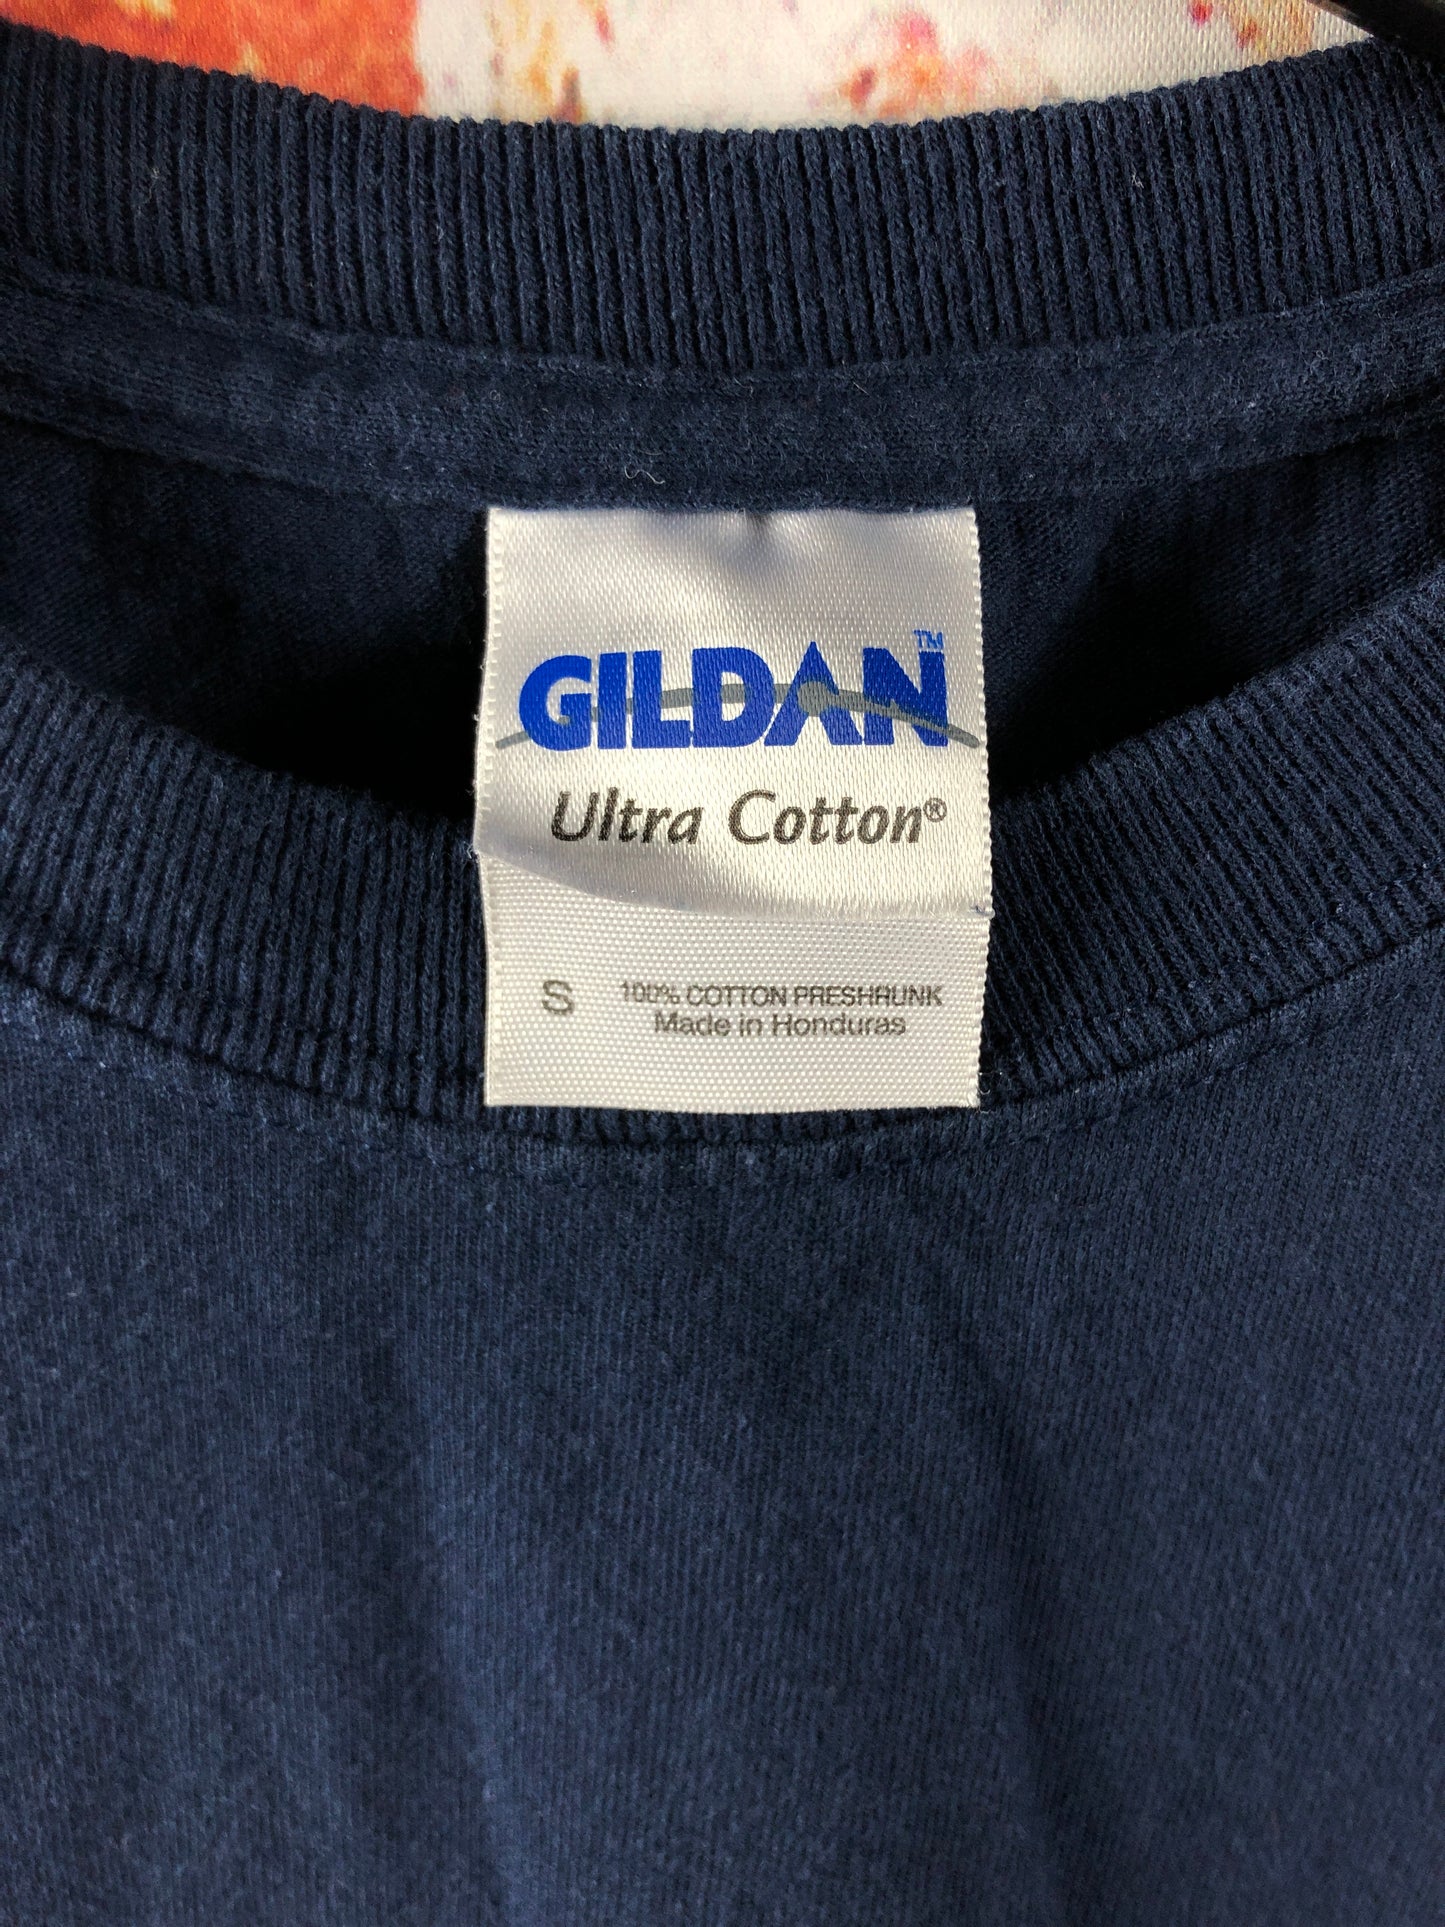 GILDAN™
Ultra Cotton®
S 100% COTTON PRESHRUNK
Made in Honduras